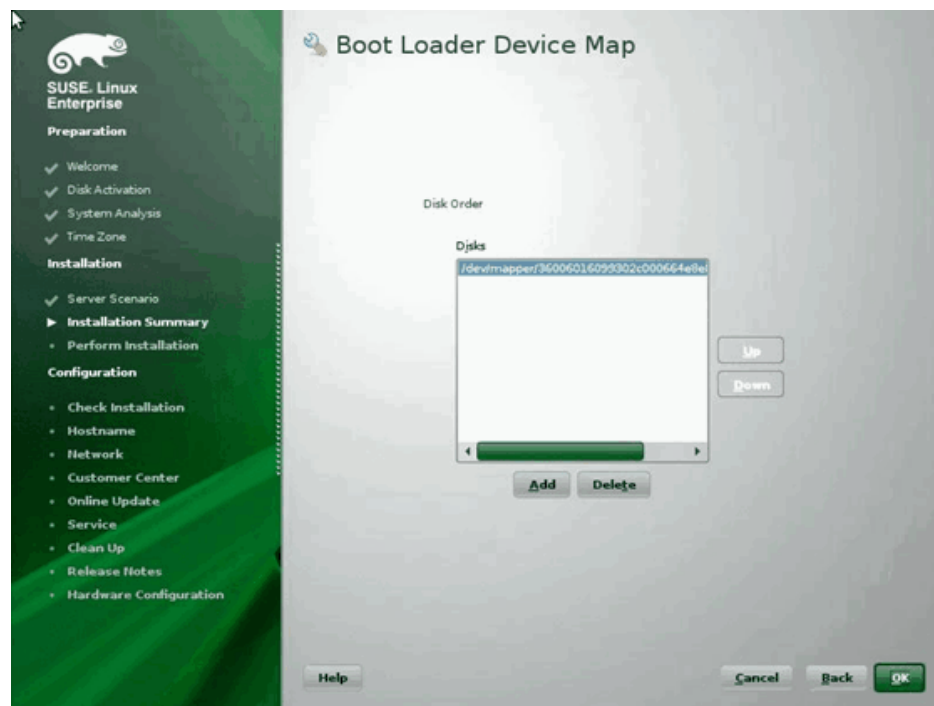 SUSE. Linux
Enterprise
Preparation
Welcome
Disk Activation
System Analysis
Time Zone
Installation
Server Scenario
Installation Summary
Perform Installation
Configuration
Check Installation
Hostname
Network
Customer Center
Online Update
Service
Clean Up
Release Notes
Hardware Configuration
Boot Loader Device Map
Disk Order
Disks
/dev/mapper/36006016099302c000664e8e
Up
Down
Add
Delete
Help
Cancel
Back
OK